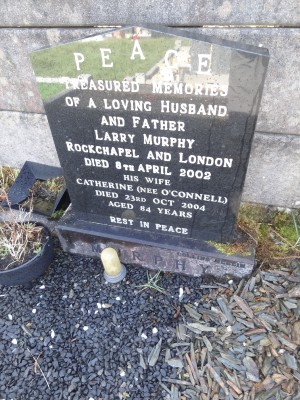 PEACE
TREASURED MEMORIES
OF A LOVING HUSBAND
AND FATHER
LARRY MURPHY
ROCKCHAPEL AND LONDON
DIED 8TH APRIL 2002
HIS WIFE
CATHERINE (NEE O'CONNELL)
DIED 23RD OCT 2004
AGED 84 YEARS
REST IN PEACE